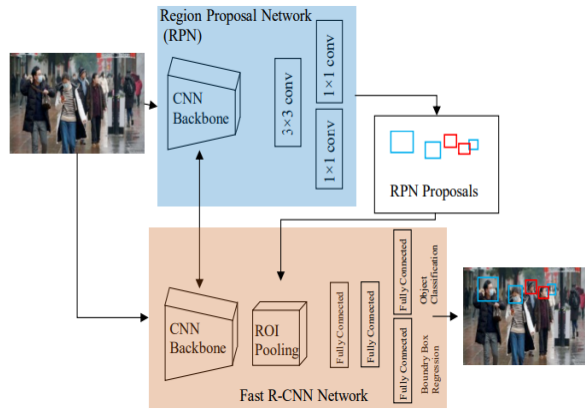 Region Proposal Network
(RPN)
CNN
Backbone
3×3 conv
1×1 conv
1×1 conv
RPN Proposals
CNN
Backbone
ROI
Pooling
Fully Connected
Fully Connected
Fully Connected
Object
Classification
Fully Connected
Boundry Box
Regression
Fast R-CNN Network